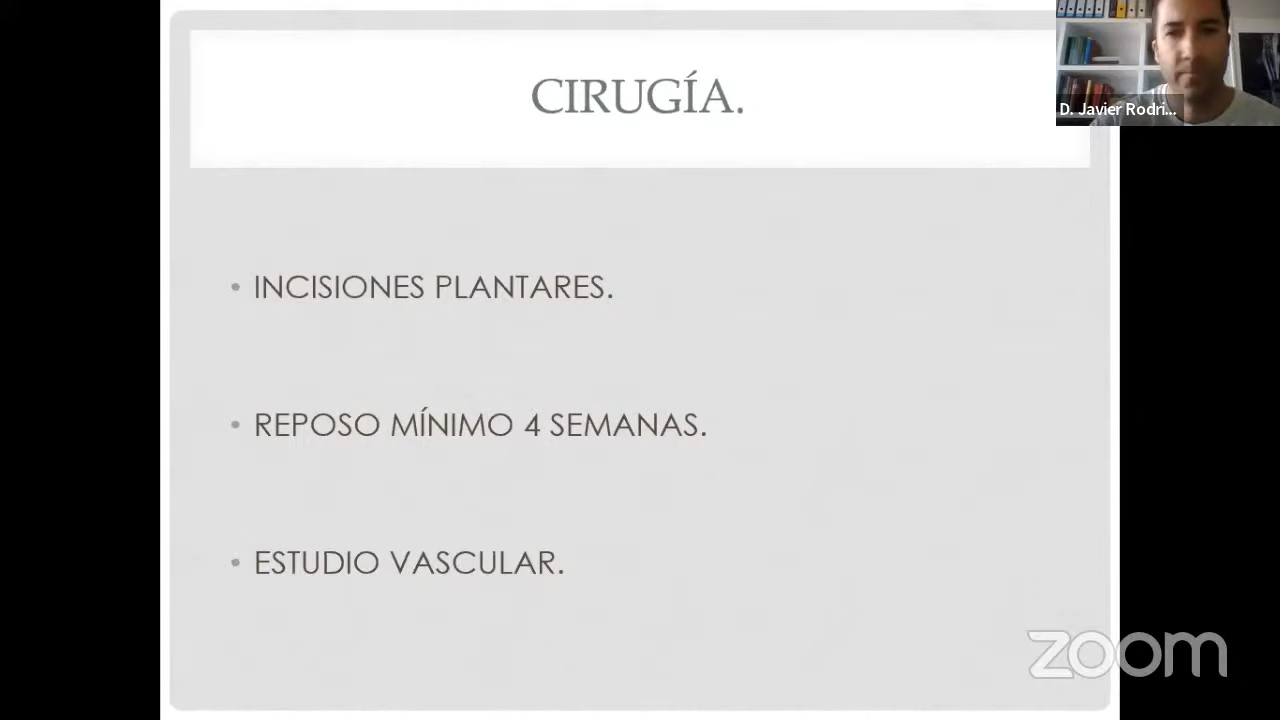 CIRUGÍA.
D. Javier Rodri...
• INCISIONES PLANTARES.
• REPOSO MÍNIMO 4 SEMANAS.
• ESTUDIO VASCULAR.
zoom